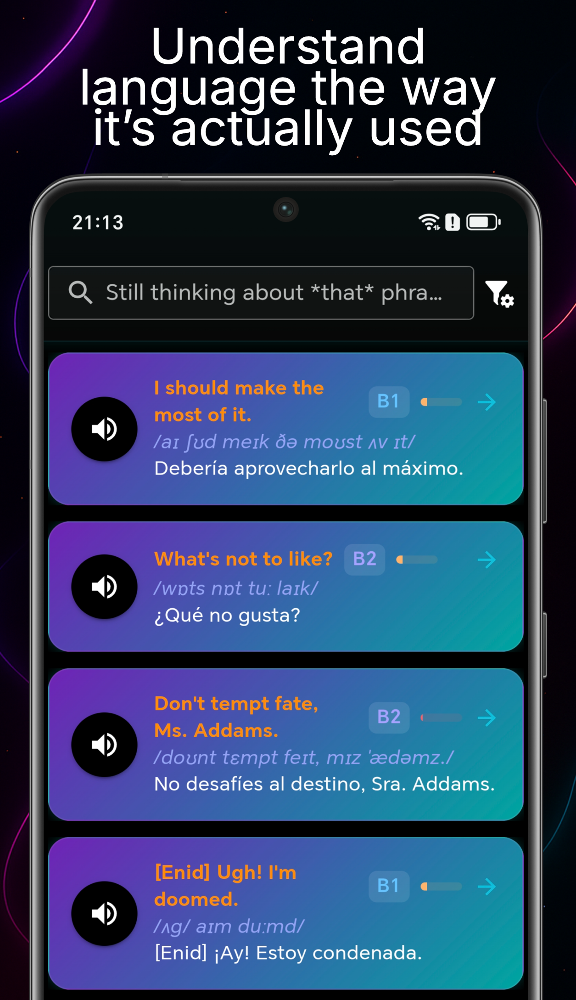 Understand
language the way
it’s actually used
21:13
Still thinking about *that* phra...
I should make the
most of it.
B1
/aɪ ʃʊd meɪk ðə moʊst ʌv ɪt/
Debería aprovecharlo al máximo.
What's not to like?
B2
/wɒts nɒt tuː laɪk/
¿Qué no gusta?
Don't tempt fate,
Ms. Addams.
B2
/doʊnt tɛmpt feɪt, mɪz ˈædəmz./
No desafíes al destino, Sra. Addams.
[Enid] Ugh! I'm
doomed.
B1
/ʌg/ aɪm duːmd/
[Enid] ¡Ay! Estoy condenada.